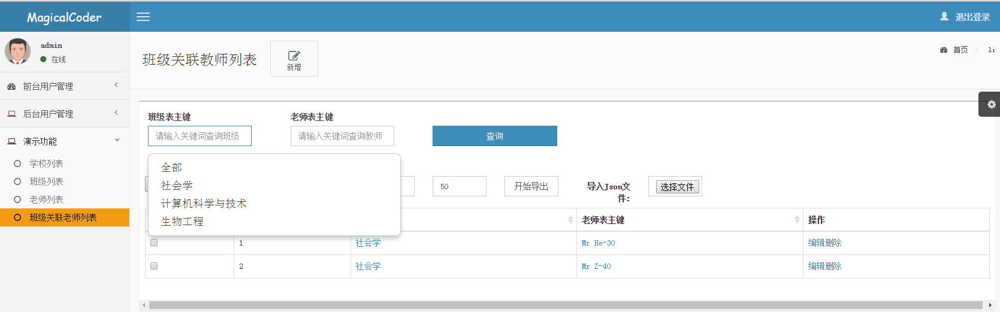 MagicalCoder
退出登录
admin
在线
班级关联教师列表
新增
首页 li
前台用户管理
后台用户管理
演示功能
学校列表
班级列表
老师列表
班级关联老师列表
班级表主键 老师表主键
请输入关键词查询班级 请输入关键词查询教师 查询
全部
社会学
计算机科学与技术
生物工程
50 开始导出 导入Json文件： 选择文件
老师表主键 操作
1 社会学 Mr He-30 编辑删除
2 社会学 Mr Z-40 编辑删除